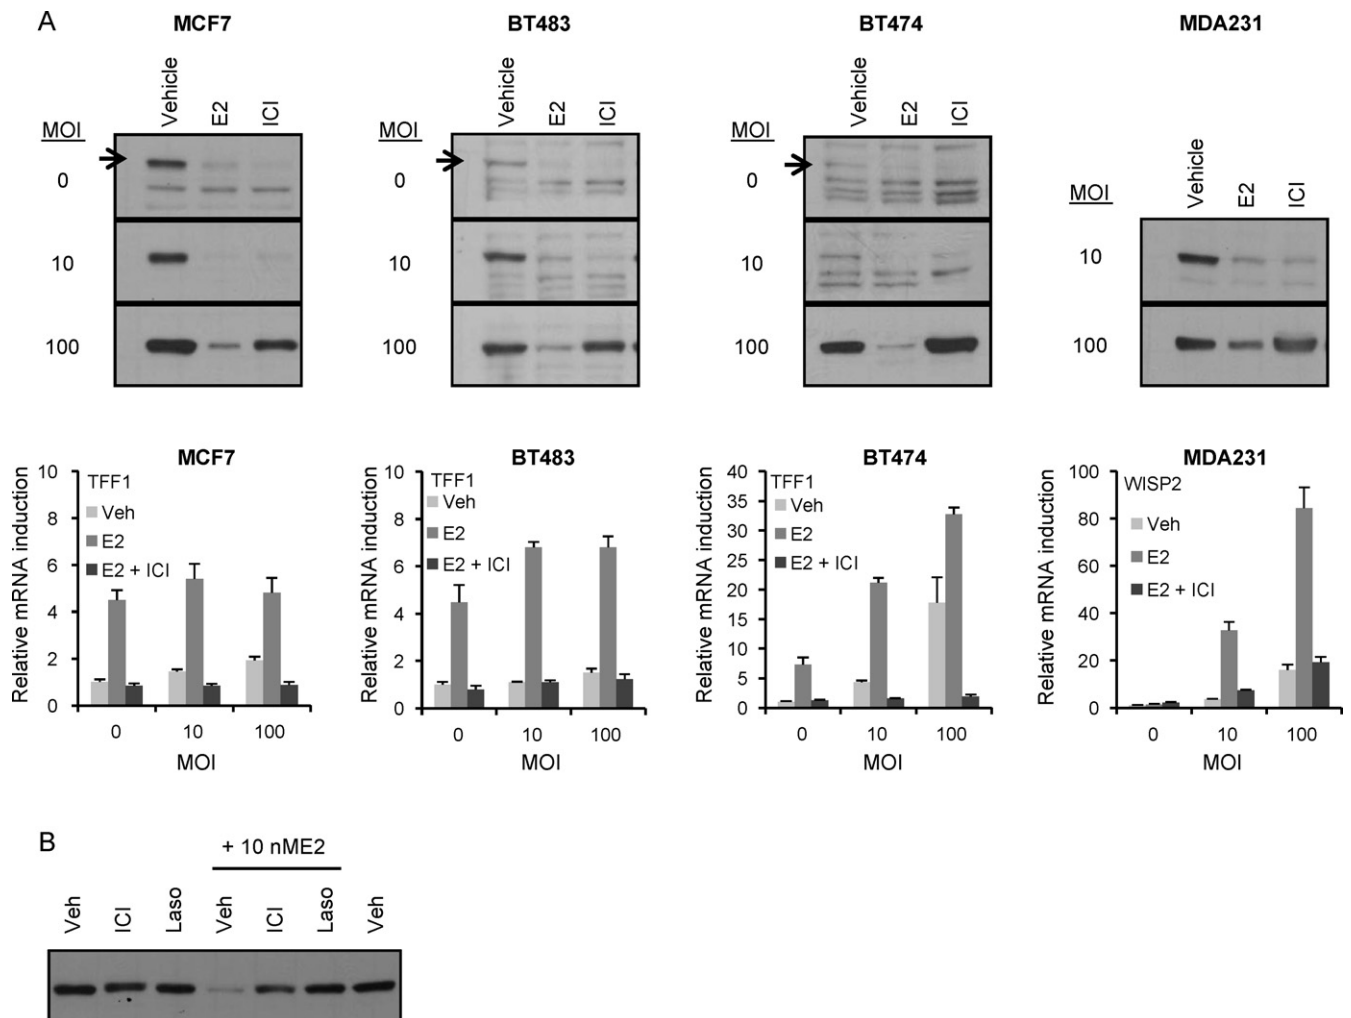 A
MCF7
BT483
BT474
MDA231
Vehicle E2 ICI
Vehicle E2 ICI
Vehicle E2 ICI
Vehicle E2 ICI
MOI
0
10
100
MOI
0
10
100
MOI
0
10
100
MOI
10
100
MCF7
Relative mRNA induction
10
8
6
4
2
0
TFF1
Veh
E2
E2 + ICI
0 10 100
MOI
BT483
Relative mRNA induction
10
8
6
4
2
0
TFF1
Veh
E2
E2 + ICI
0 10 100
MOI
BT474
Relative mRNA induction
40
35
30
25
20
15
10
5
0
TFF1
Veh
E2
E2 + ICI
0 10 100
MOI
MDA231
Relative mRNA induction
100
80
60
40
20
0
WISP2
Veh
E2
E2 + ICI
0 10 100
MOI
B
+ 10 nME2
Veh ICI Laso Veh ICI Laso Veh